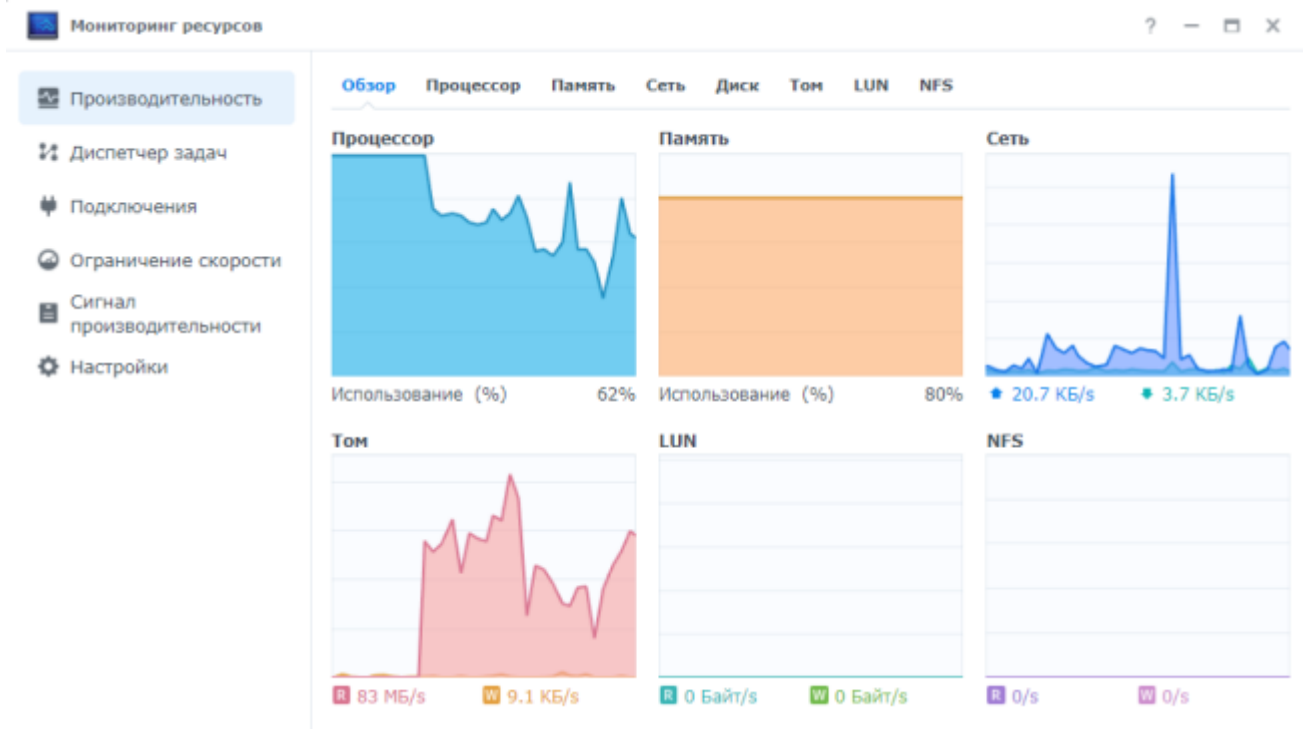 Мониторинг ресурсов
?
Производительность
Диспетчер задач
Подключения
Ограничение скорости
Сигнал
производительности
Настройки
Обзор Процессор Память Сеть Диск Том LUN NFS
Процессор Память Сеть
Использование (%) 62% Использование (%) 80% 20.7 КБ/s 3.7 КБ/s
Том LUN NFS
R 83 МБ/s W 9.1 КБ/s R 0 Байт/s W 0 Байт/s R 0/s W 0/s